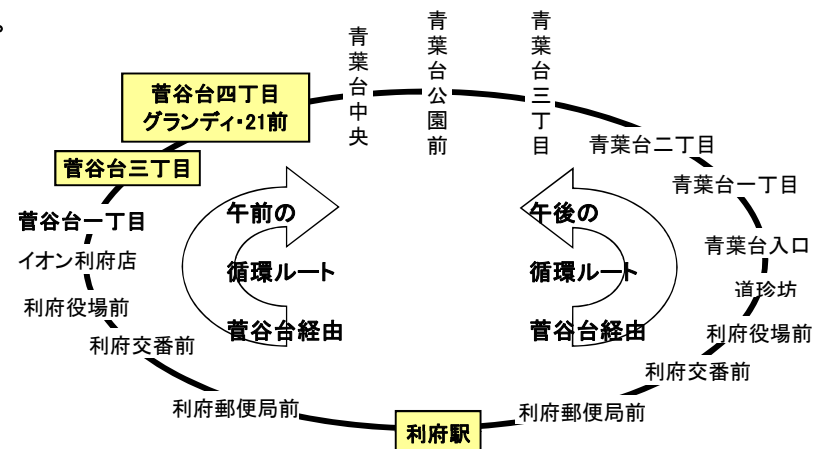 。
青葉台中央
青葉台公園前
青葉台三丁目
菅谷台四丁目
グランディ・21前
青葉台二丁目
菅谷台三丁目
青葉台一丁目
菅谷台一丁目
午前の
循環ルート
菅谷台経由
午後の
循環ルート
菅谷台経由
青葉台入口
イオン利府店
道珍坊
利府役場前
利府役場前
利府交番前
利府交番前
利府郵便局前
利府郵便局前
利府駅